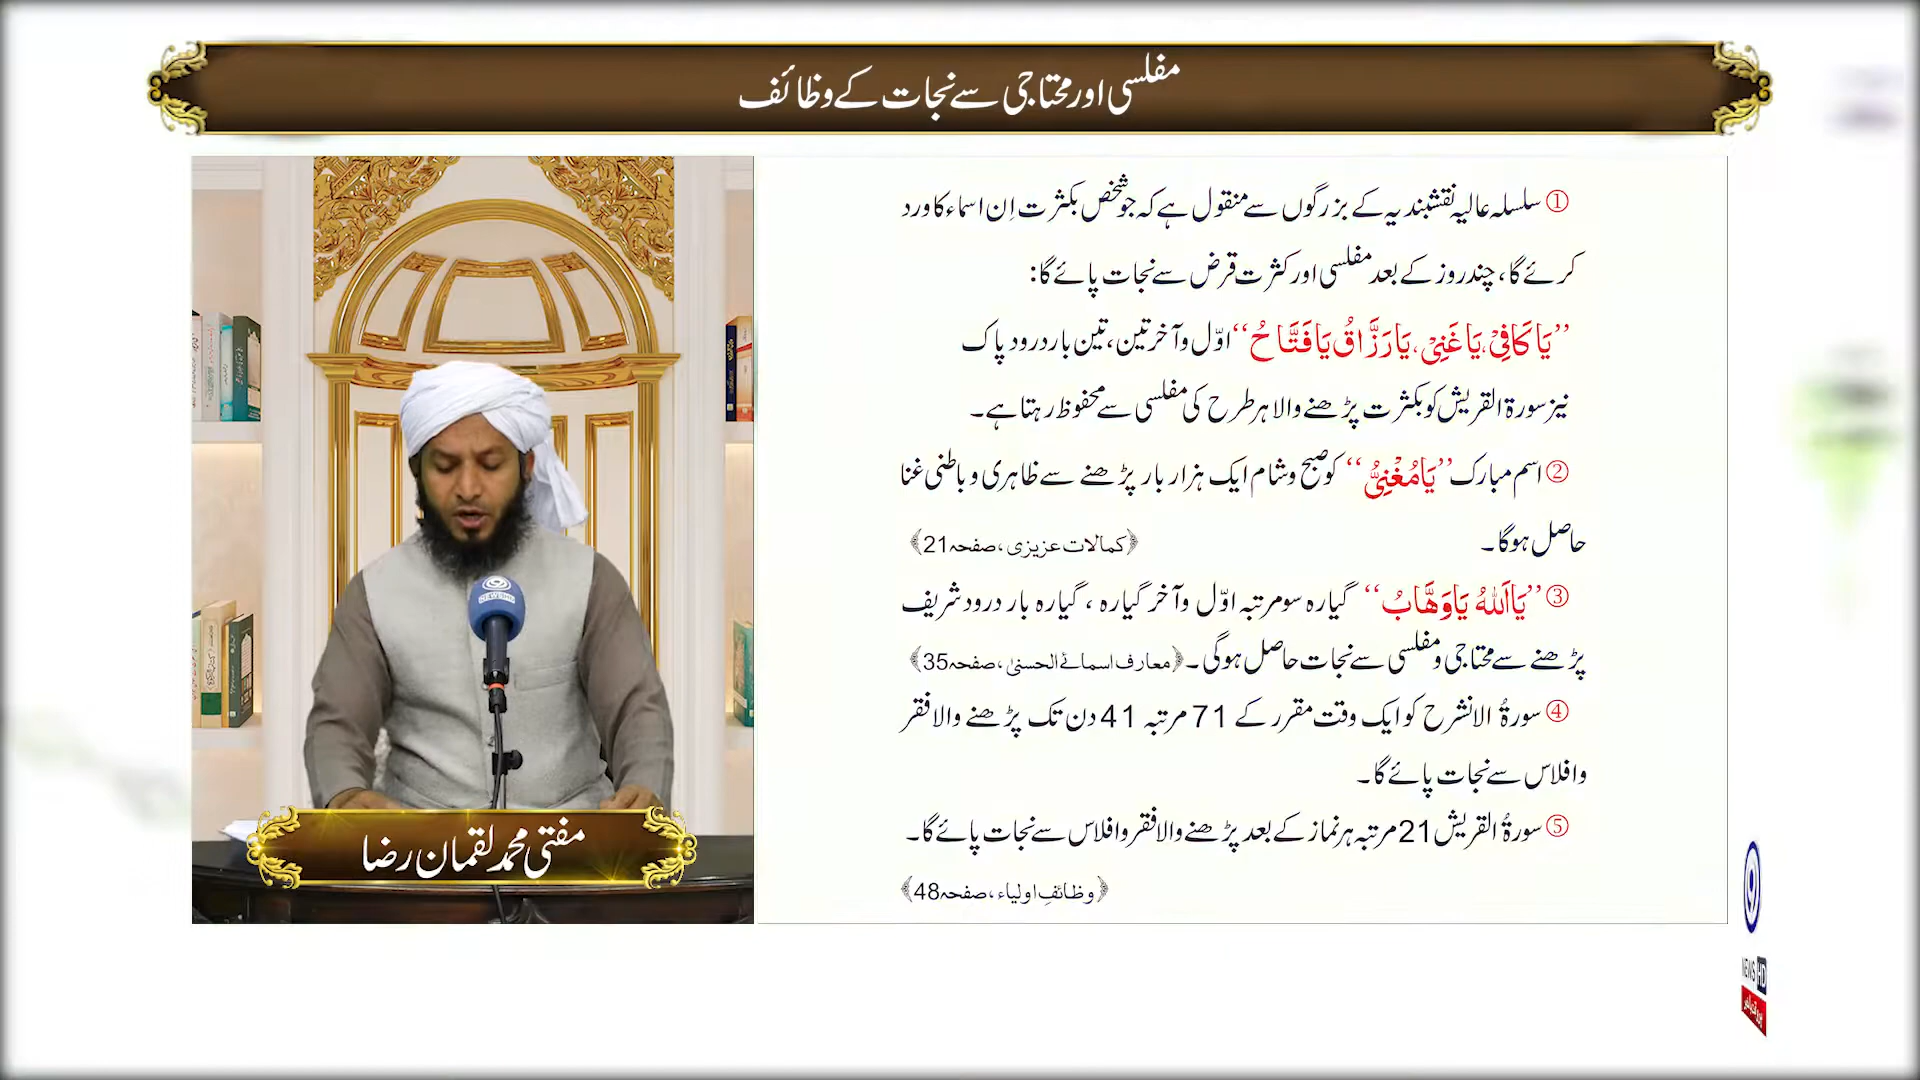 مفلسی اور محتاجی سے نجات کے وظائف
① سلسلہ عالیہ نقشبندیہ کے بزرگوں سے منقول ہے کہ جو شخص بکثرت اِن اسماء کا ورد
کرئے گا، چند روز کے بعد مفلسی اور کثرت قرض سے نجات پائے گا:
’’یَا کَافِیْ، یَا غَنِیْ، یَا رَزَّاقُ یَا فَتَّاحُ‘‘ اوّل و آخر تین، تین بار درود پاک
نیز سورۃ القریش کو بکثرت پڑھنے والا ہر طرح کی مفلسی سے محفوظ رہتا ہے۔
② اسم مبارک ’’یَا مُغْنِیُّ‘‘ کو صبح و شام ایک ہزار بار پڑھنے سے ظاہری و باطنی غنا
حاصل ہوگا۔ ﴿کمالات عزیزی، صفحہ 21﴾
③ ’’یَا اَللہُ یَا وَھَّابُ‘‘ گیارہ سو مرتبہ اوّل و آخر گیارہ، گیارہ بار درود شریف
پڑھنے سے محتاجی و مفلسی سے نجات حاصل ہوگی۔ ﴿معارف اسمائے الحسنیٰ، صفحہ 35﴾
④ سورۃُ الانشرح کو ایک وقت مقرر کے 71 مرتبہ 41 دن تک پڑھنے والا فقر
و افلاس سے نجات پائے گا۔
⑤ سورۃُ القریش 21 مرتبہ ہر نماز کے بعد پڑھنے والا فقر و افلاس سے نجات پائے گا۔
﴿وظائفِ اولیاء، صفحہ 48﴾
مفتی محمد لقمان رضا
NEWS HD